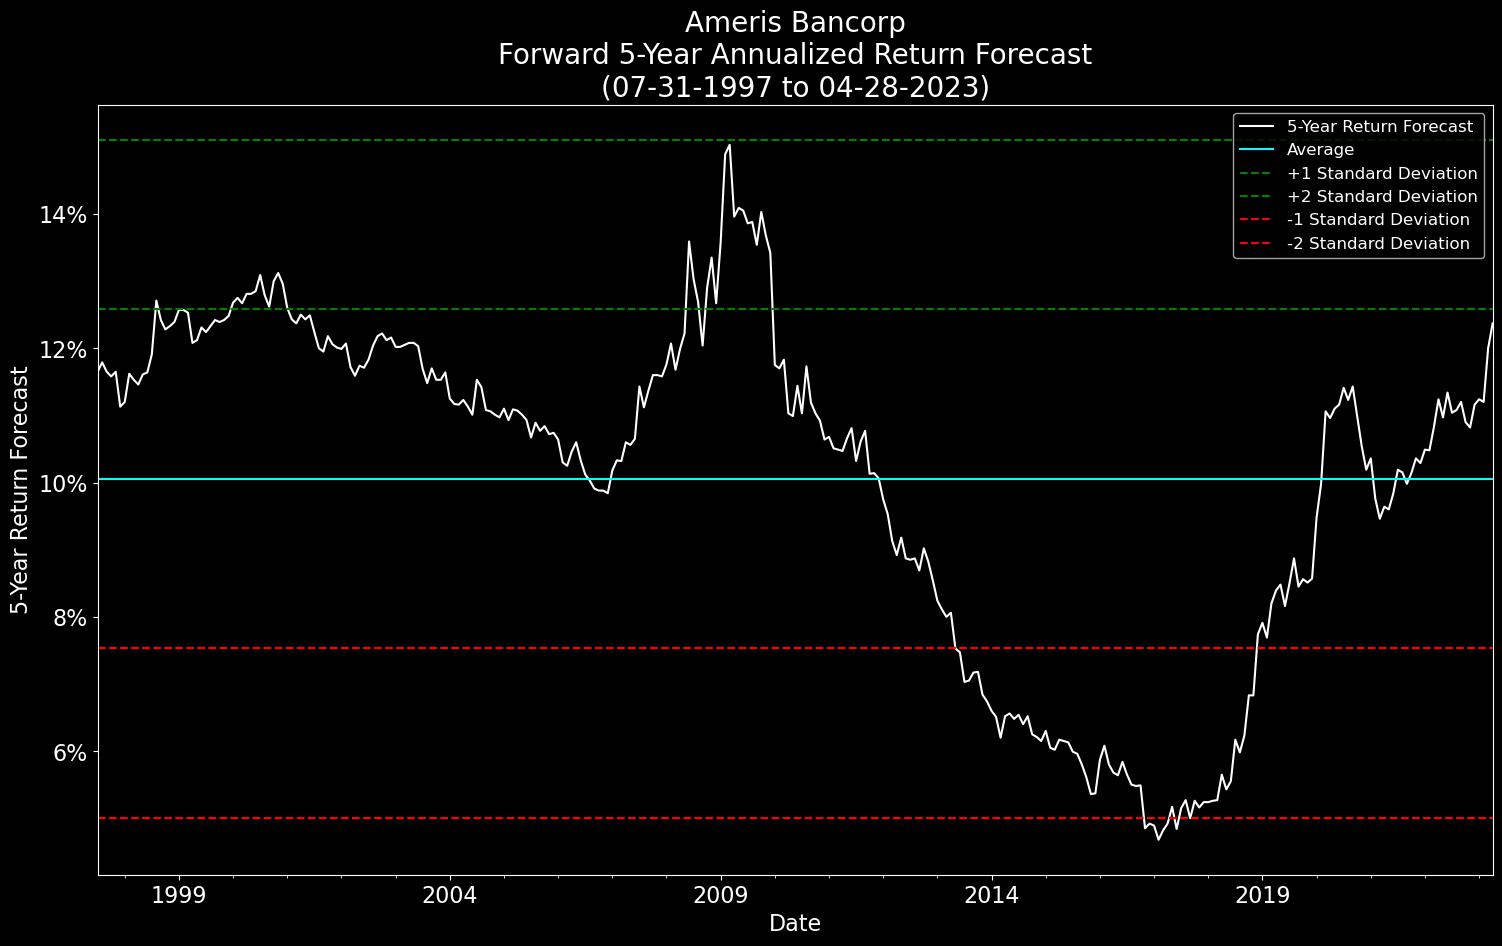 Ameris Bancorp
Forward 5-Year Annualized Return Forecast
(07-31-1997 to 04-28-2023)
5-Year Return Forecast
Average
+1 Standard Deviation
+2 Standard Deviation
-1 Standard Deviation
-2 Standard Deviation
14%
12%
10%
8%
6%
5-Year Return Forecast
1999 2004 2009 2014 2019
Date